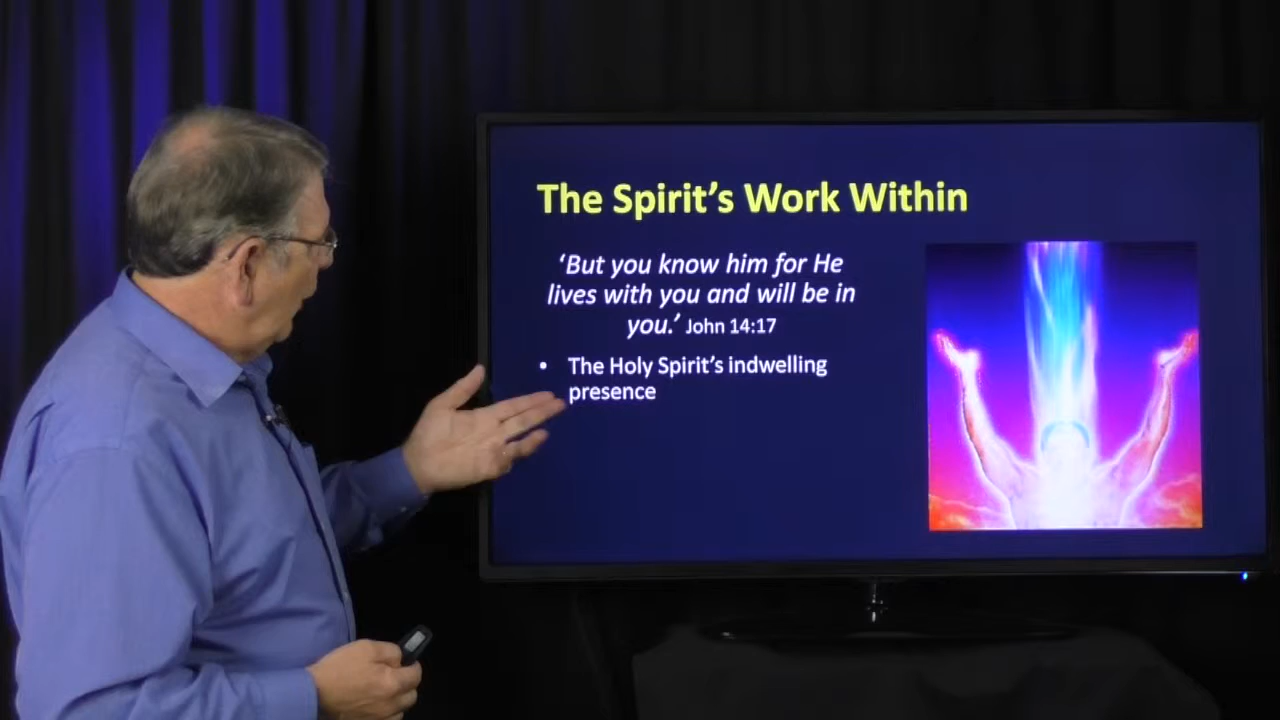 The Spirit's Work Within
‘But you know him for He
lives with you and will be in
you.’ John 14:17
• The Holy Spirit’s indwelling
presence